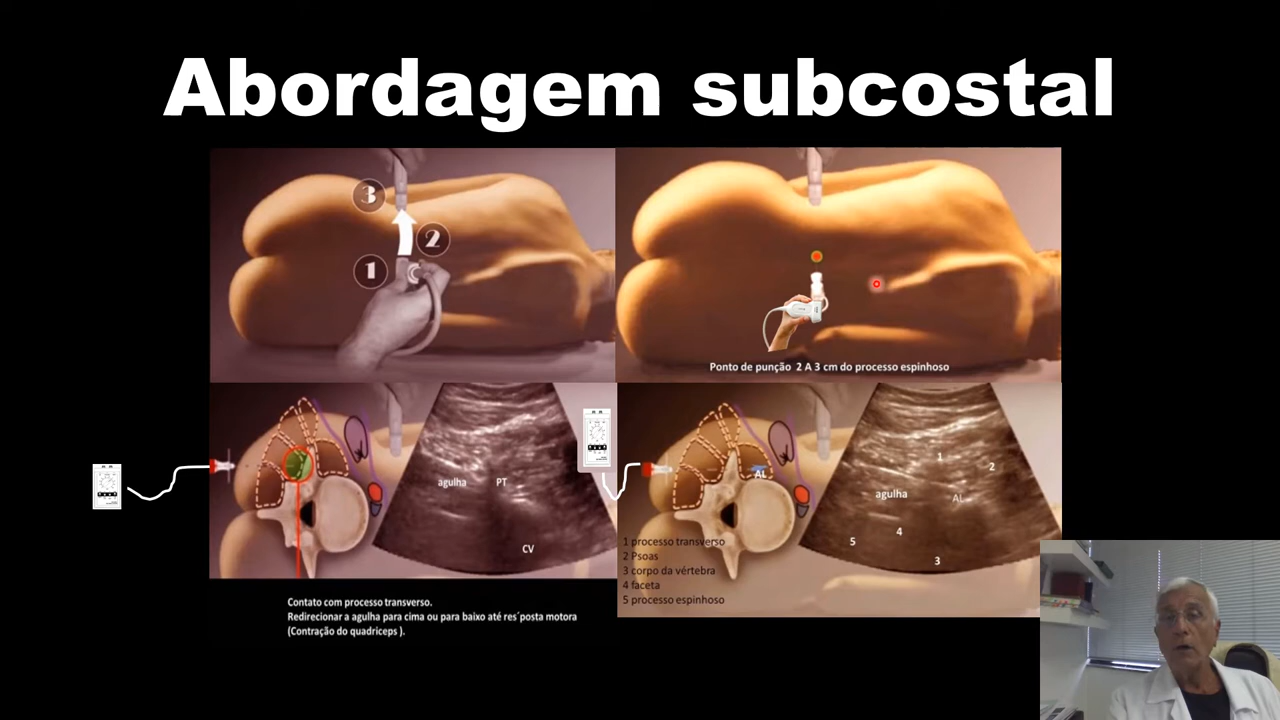 Abordagem subcostal
3
2
1
Ponto de punção 2 A 3 cm do processo espinhoso
agulha
PT
CV
AL
1
2
agulha
AL
4
5
3
1 processo transverso
2 Psoas
3 corpo da vértebra
4 faceta
5 processo espinhoso
Contato com processo transverso.
Redirecionar a agulha para cima ou para baixo até res´posta motora
(Contração do quadriceps ).